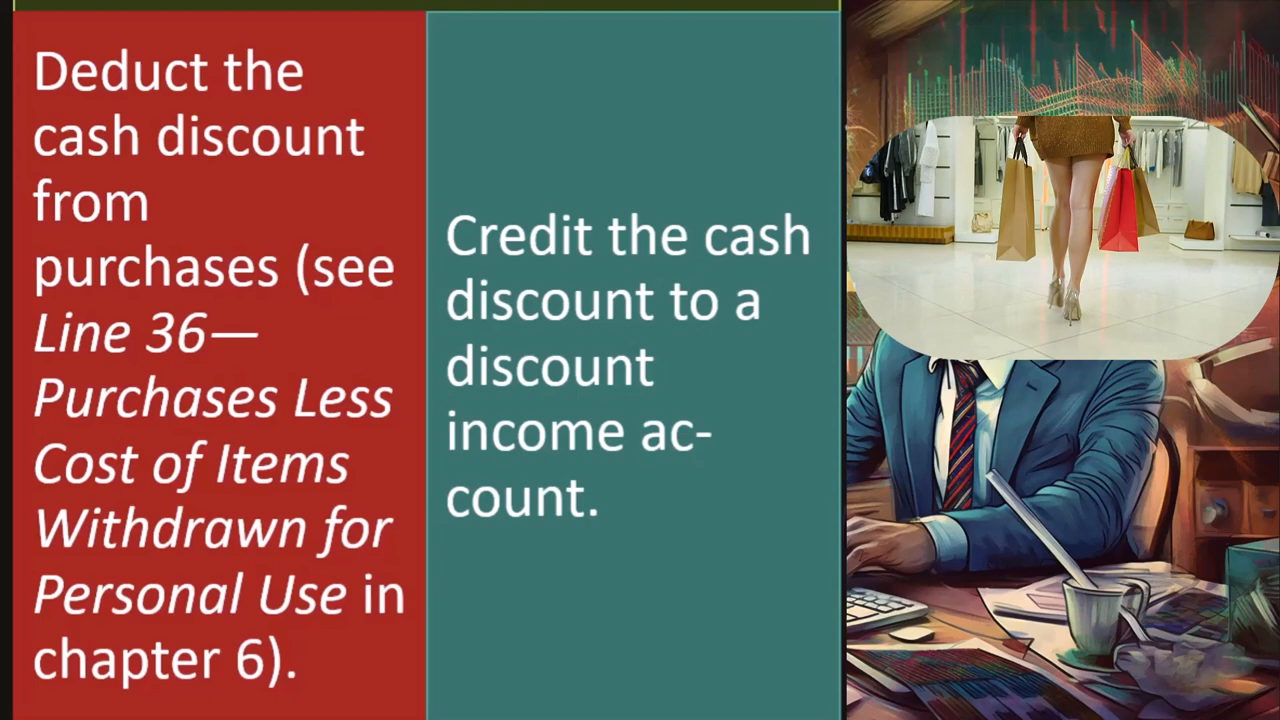 Deduct the
cash discount
from
purchases (see
Line 36—
Purchases Less
Cost of Items
Withdrawn for
Personal Use in
chapter 6).
Credit the cash
discount to a
discount
income ac-
count.